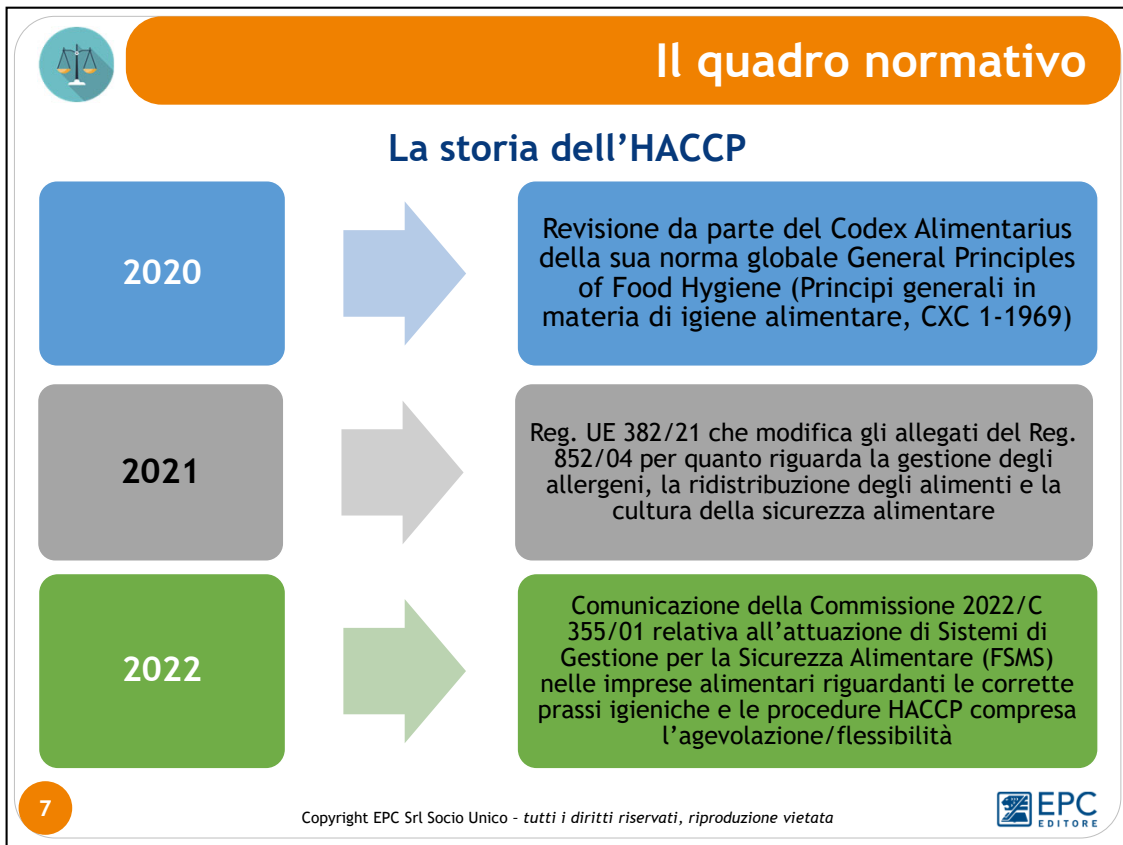 Il quadro normativo
La storia dell'HACCP
2020
Revisione da parte del Codex Alimentarius
della sua norma globale General Principles
of Food Hygiene (Principi generali in
materia di igiene alimentare, CXC 1-1969)
2021
Reg. UE 382/21 che modifica gli allegati del Reg.
852/04 per quanto riguarda la gestione degli
allergeni, la ridistribuzione degli alimenti e la
cultura della sicurezza alimentare
2022
Comunicazione della Commissione 2022/C
355/01 relativa all'attuazione di Sistemi di
Gestione per la Sicurezza Alimentare (FSMS)
nelle imprese alimentari riguardanti le corrette
prassi igieniche e le procedure HACCP compresa
l'agevolazione/flessibilità
7
Copyright EPC Srl Socio Unico – tutti i diritti riservati, riproduzione vietata
EPC
EDITORE